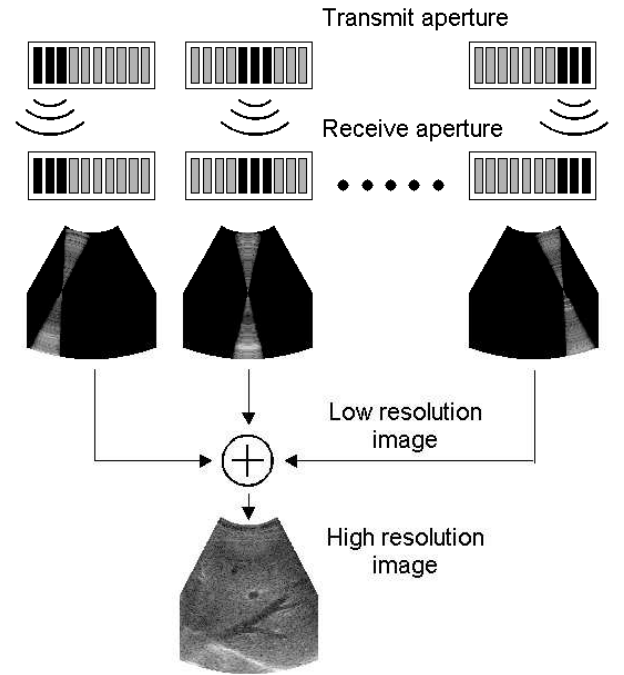 Transmit aperture
Receive aperture
Low resolution
image
High resolution
image